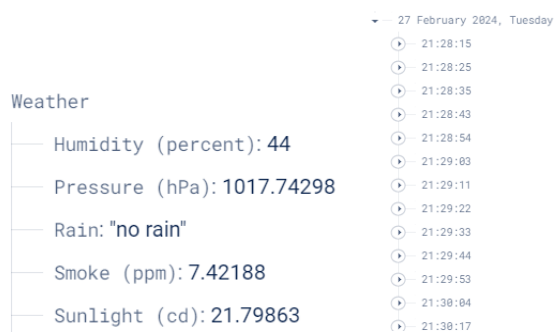 Weather
Humidity (percent): 44
Pressure (hPa): 1017.74298
Rain: "no rain"
Smoke (ppm): 7.42188
Sunlight (cd): 21.79863
27 February 2024, Tuesday
21:28:15
21:28:25
21:28:35
21:28:43
21:28:54
21:29:03
21:29:11
21:29:22
21:29:33
21:29:44
21:29:53
21:30:04
21:30:17